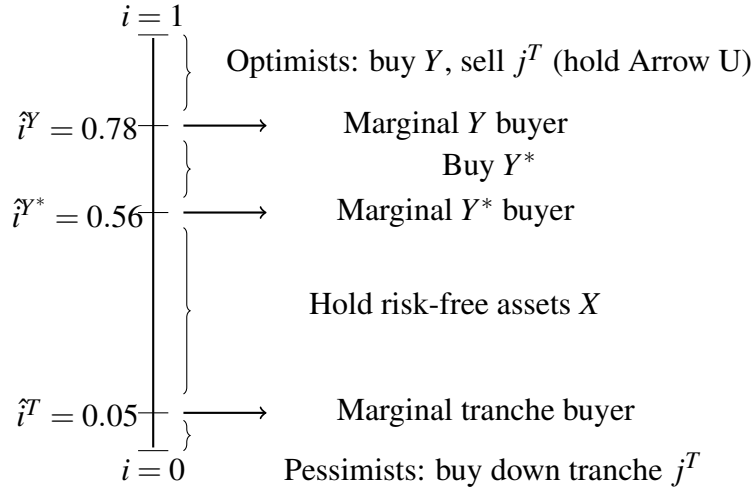 i = 1
Optimists: buy Y, sell j^T (hold Arrow U)
î^Y = 0.78 Marginal Y buyer
Buy Y*
î^{Y*} = 0.56 Marginal Y* buyer
Hold risk-free assets X
î^T = 0.05 Marginal tranche buyer
i = 0 Pessimists: buy down tranche j^T